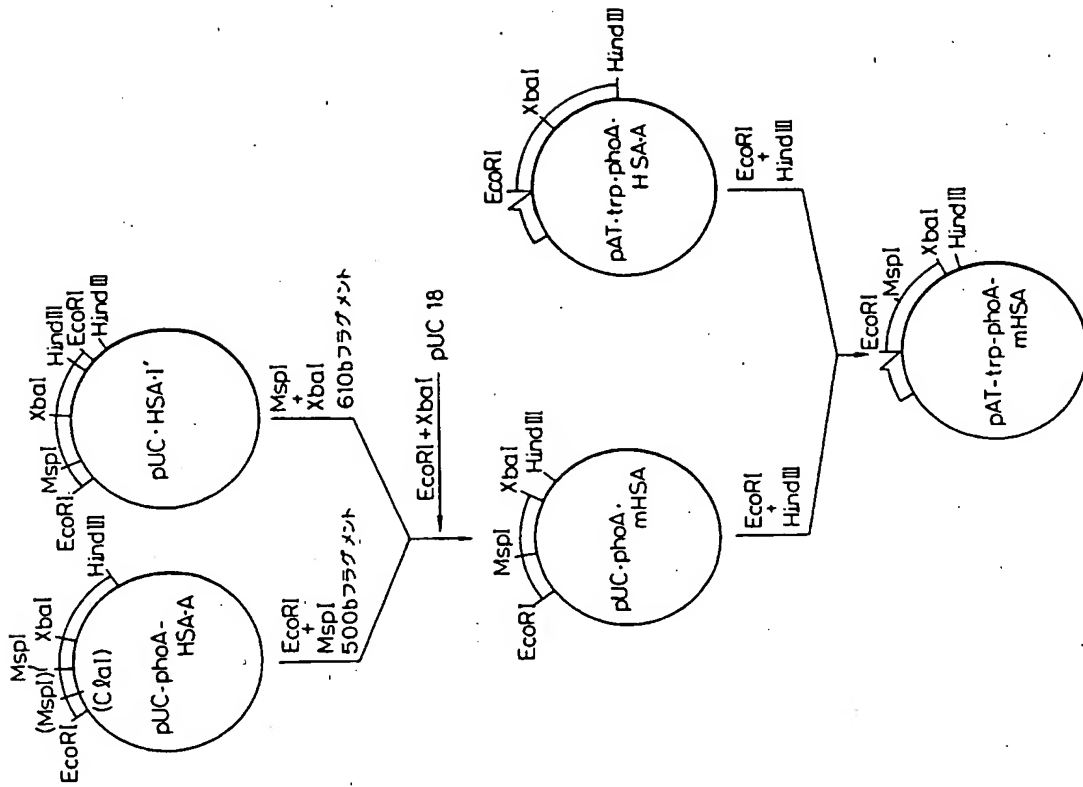 EcoRI
(MspI)'
MspI
XbaI
HindIII
(ClaI)
pUC-phoA-
HSA-A
EcoRI
MspI
XbaI
HindIII
EcoRI
HindIII
pUC・HSA・I'
EcoRI
+
MspI
500bフラグメント
MspI
+
XbaI
610bフラグメント
EcoRI+XbaI
pUC 18
EcoRI
MspI
XbaI
HindIII
pUC・phoA・
mHSA
EcoRI
XbaI
HindIII
pAT・trp・phoA・
HSA・A
EcoRI
+
HindIII
EcoRI
+
HindIII
EcoRI
MspI
XbaI
HindIII
pAT-trp-phoA-
mHSA